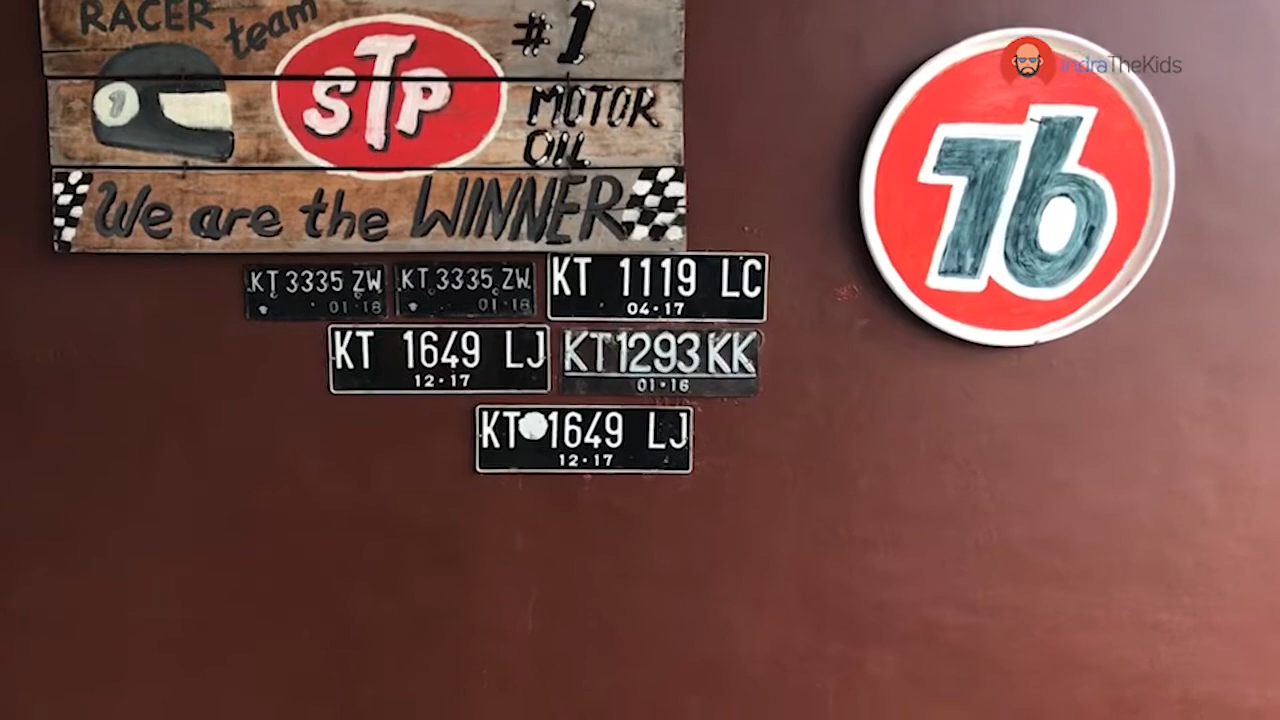 RACER team
STP
#1
MOTOR
OIL
1
We are the WINNER
76
indraTheKids
KT 3335 ZW
01·18
KT 3335 ZW
01·18
KT 1119 LC
04·17
KT 1649 LJ
12·17
KT 1293 KK
01·16
KT 1649 LJ
12·17